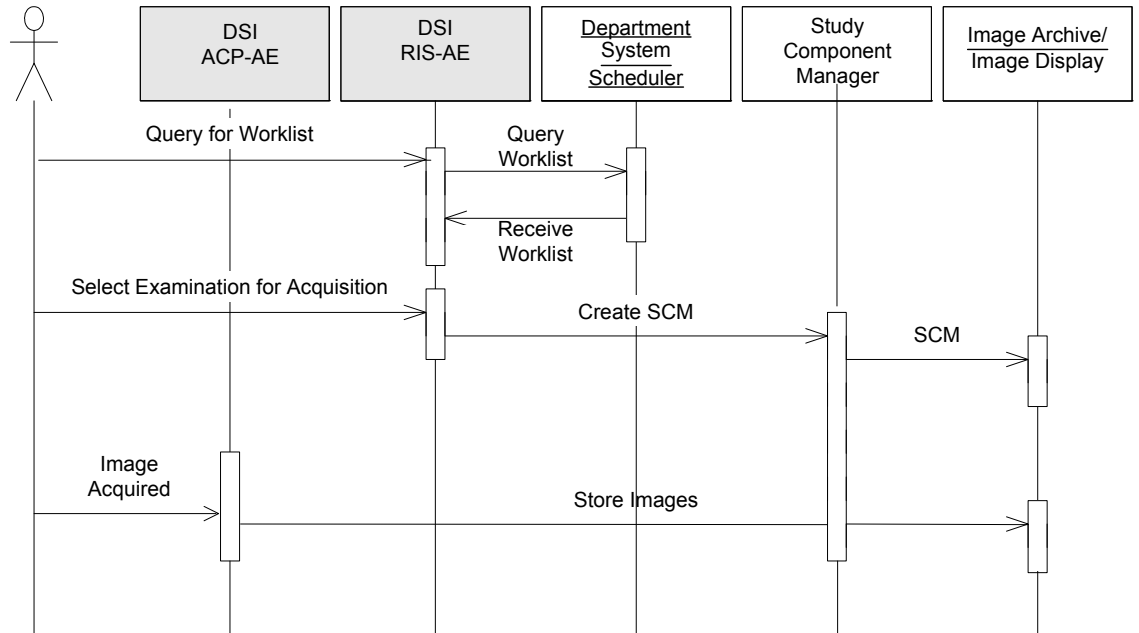 DSI
ACP-AE
DSI
RIS-AE
Department
System
Scheduler
Study
Component
Manager
Image Archive/
Image Display
Query for Worklist
Query
Worklist
Receive
Worklist
Select Examination for Acquisition
Create SCM
SCM
Image
Acquired
Store Images